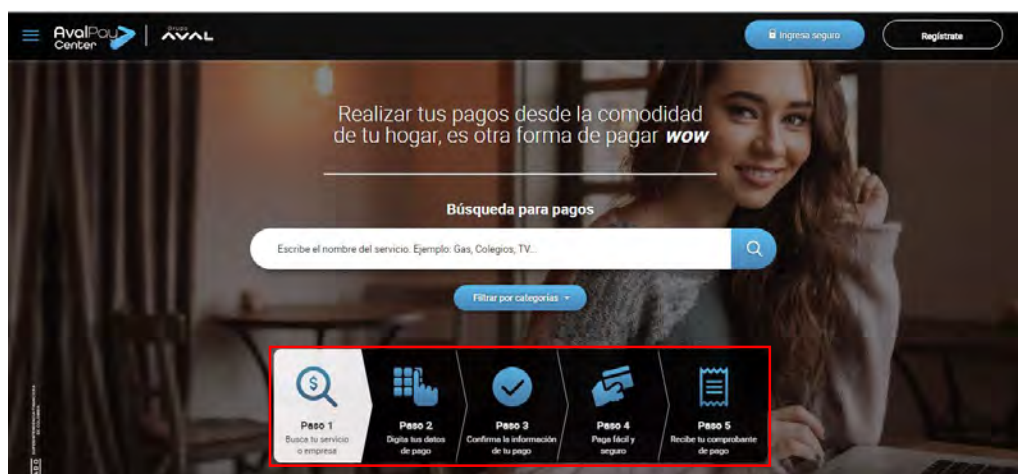 AvalPay
Center
Grupo
AVAL
Ingresa seguro
Regístrate
Realizar tus pagos desde la comodidad
de tu hogar, es otra forma de pagar wow
Búsqueda para pagos
Escribe el nombre del servicio. Ejemplo: Gas, Colegios, TV...
Filtrar por categorías
Paso 1
Busca tu servicio
o empresa
Paso 2
Digita tus datos
de pago
Paso 3
Confirma la información
de tu pago
Paso 4
Paga fácil y
seguro
Paso 5
Recibe tu comprobante
de pago